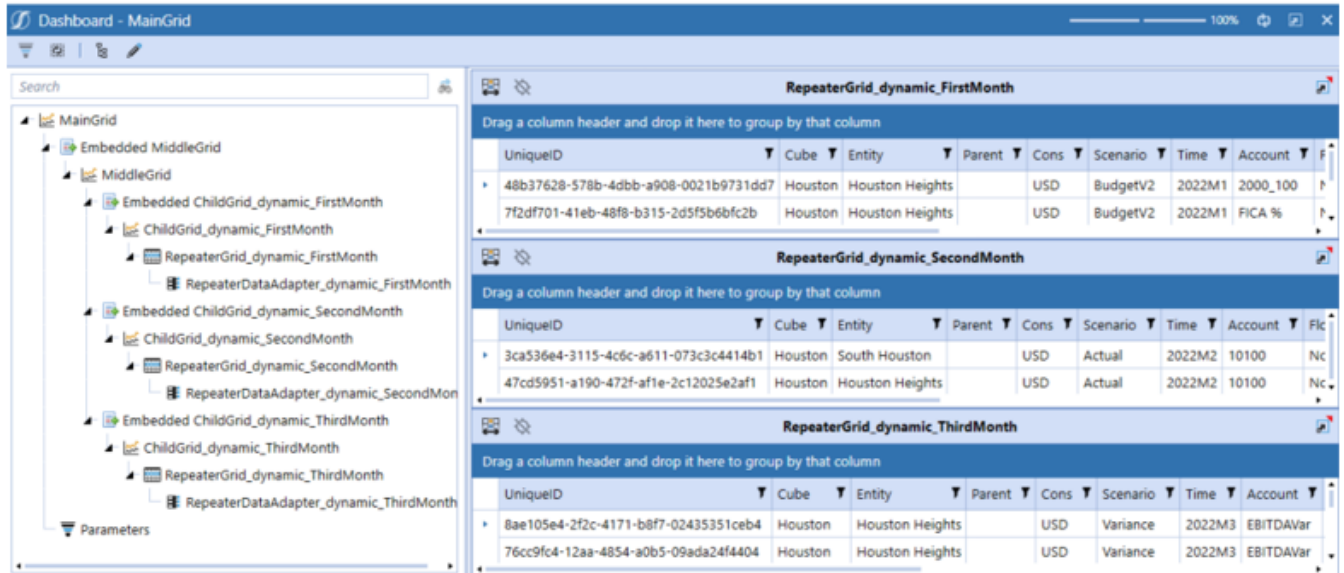 Dashboard - MainGrid
100%
Search
MainGrid
Embedded MiddleGrid
MiddleGrid
Embedded ChildGrid_dynamic_FirstMonth
ChildGrid_dynamic_FirstMonth
RepeaterGrid_dynamic_FirstMonth
RepeaterDataAdapter_dynamic_FirstMonth
Embedded ChildGrid_dynamic_SecondMonth
ChildGrid_dynamic_SecondMonth
RepeaterGrid_dynamic_SecondMonth
RepeaterDataAdapter_dynamic_SecondMon
Embedded ChildGrid_dynamic_ThirdMonth
ChildGrid_dynamic_ThirdMonth
RepeaterGrid_dynamic_ThirdMonth
RepeaterDataAdapter_dynamic_ThirdMonth
Parameters
RepeaterGrid_dynamic_FirstMonth
Drag a column header and drop it here to group by that column
UniqueID Cube Entity Parent Cons Scenario Time Account
48b37628-578b-4dbb-a908-0021b9731dd7 Houston Houston Heights USD BudgetV2 2022M1 2000_100
7f2df701-41eb-48f8-b315-2d5f5b6bfc2b Houston Houston Heights USD BudgetV2 2022M1 FICA %
RepeaterGrid_dynamic_SecondMonth
Drag a column header and drop it here to group by that column
UniqueID Cube Entity Parent Cons Scenario Time Account Flc
3ca536e4-3115-4c6c-a611-073c3c4414b1 Houston South Houston USD Actual 2022M2 10100 Nc
47cd5951-a190-472f-af1e-2c12025e2af1 Houston Houston Heights USD Actual 2022M2 10100 Nc
RepeaterGrid_dynamic_ThirdMonth
Drag a column header and drop it here to group by that column
UniqueID Cube Entity Parent Cons Scenario Time Account
8ae105e4-2f2c-4171-b8f7-02435351ceb4 Houston Houston Heights USD Variance 2022M3 EBITDAVar
76cc9fc4-12aa-4854-a0b5-09ada24f4404 Houston Houston Heights USD Variance 2022M3 EBITDAVar